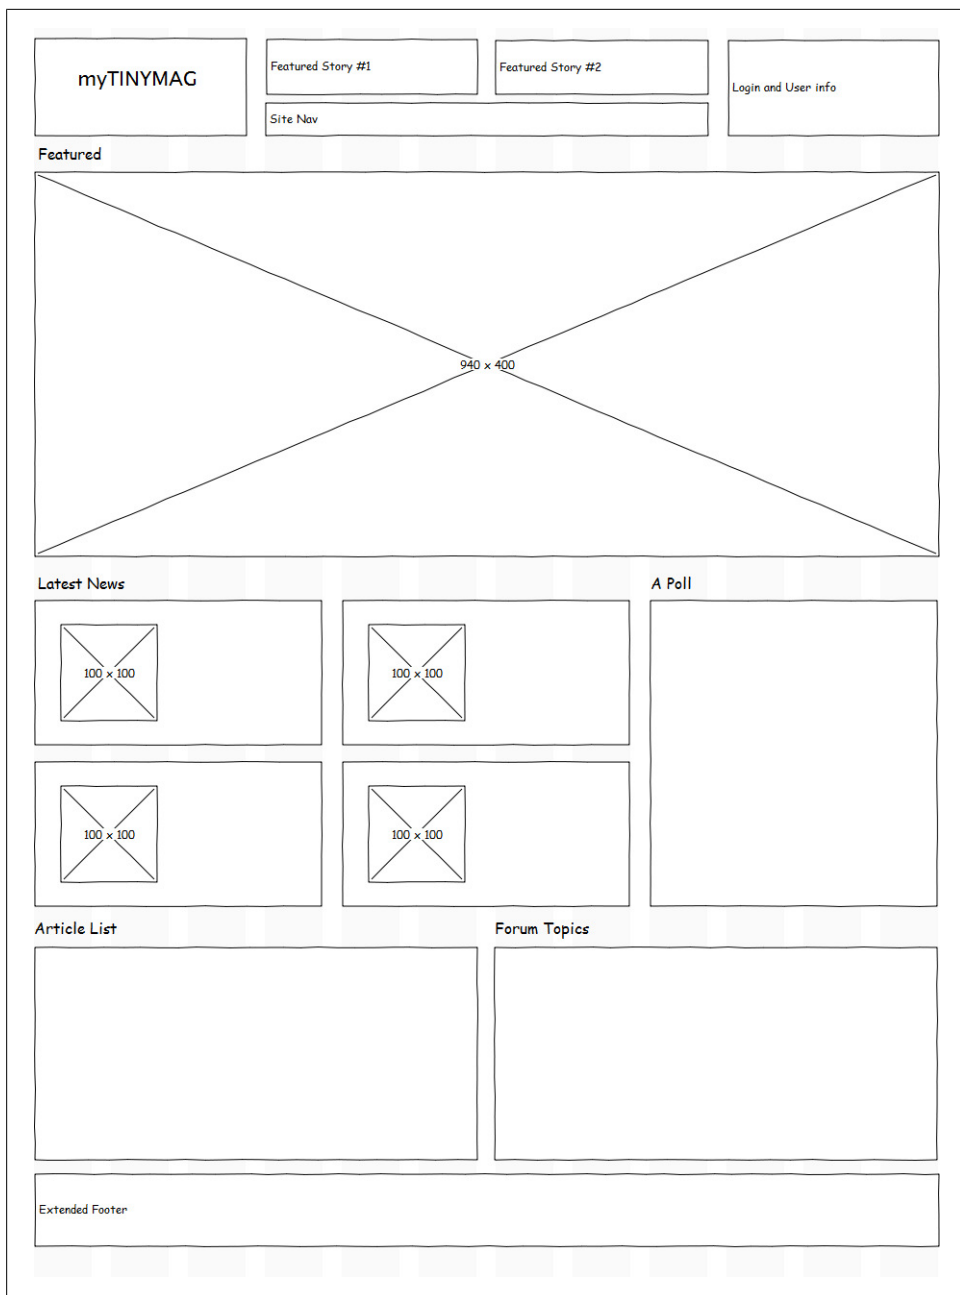 myTINYMAG
Featured Story #1
Featured Story #2
Login and User info
Site Nav
Featured
940 x 400
Latest News
A Poll
100 x 100
100 x 100
100 x 100
100 x 100
Article List
Forum Topics
Extended Footer